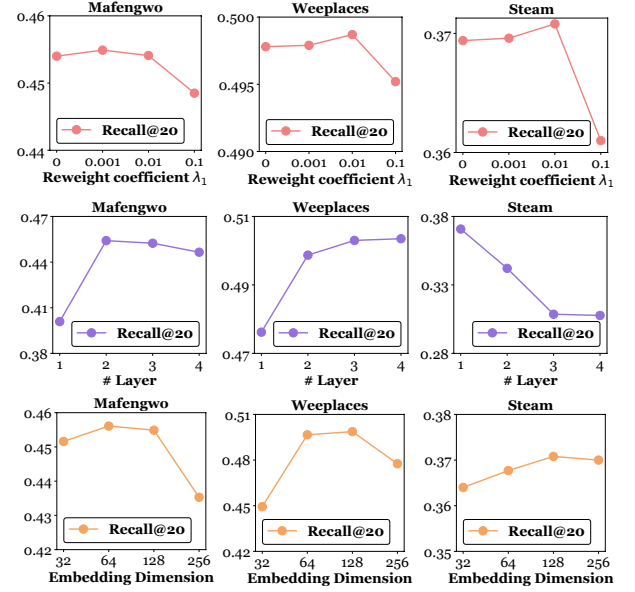 Mafengwo Weeplaces Steam
0.46 0.500 0.37
0.45 0.495
0.44 0.490 0.36
Recall@20 Recall@20 Recall@20
0 0.001 0.01 0.1 0 0.001 0.01 0.1 0 0.001 0.01 0.1
Reweight coefficient λ₁ Reweight coefficient λ₁ Reweight coefficient λ₁
Mafengwo Weeplaces Steam
0.47 0.51 0.38
0.44 0.49 0.33
0.41
0.38 0.47 0.28
Recall@20 Recall@20 Recall@20
1 2 3 4 1 2 3 4 1 2 3 4
# Layer # Layer # Layer
Mafengwo Weeplaces Steam
0.46 0.51 0.38
0.45 0.48 0.37
0.44
0.43 0.45 0.36
0.42 0.42 0.35
Recall@20 Recall@20 Recall@20
32 64 128 256 32 64 128 256 32 64 128 256
Embedding Dimension Embedding Dimension Embedding Dimension